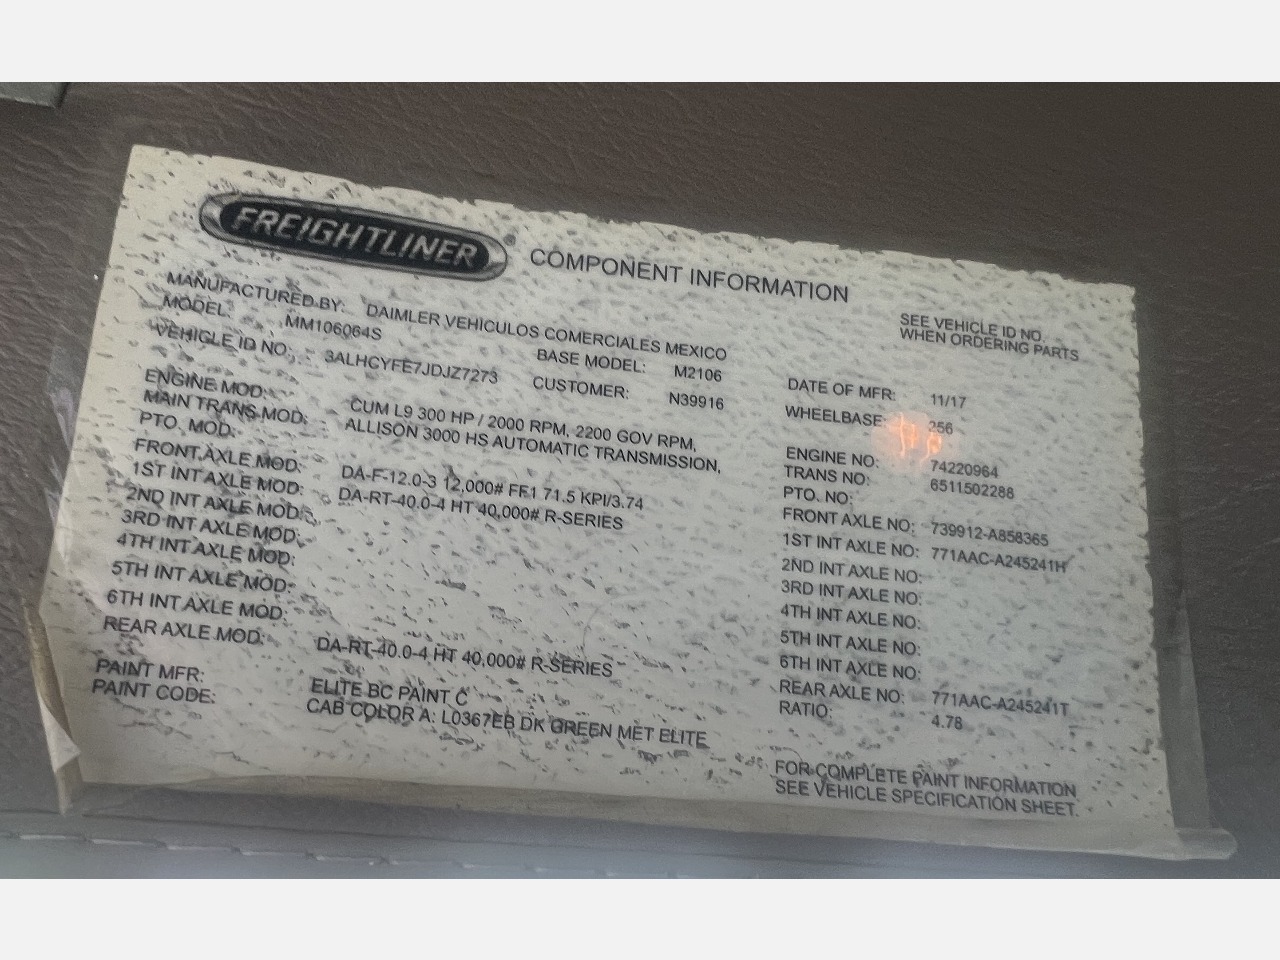 FREIGHTLINER COMPONENT INFORMATION
SEE VEHICLE ID NO.
WHEN ORDERING PARTS
MANUFACTURED BY: DAIMLER VEHICULOS COMERCIALES MEXICO
MODEL: MM106064S BASE MODEL: M2106 DATE OF MFR: 11/17
VEHICLE ID NO: 3ALHCYFE7JDJZ7273 CUSTOMER: N39916 WHEELBASE: 256
ENGINE MOD: CUM L9 300 HP / 2000 RPM, 2200 GOV RPM, ENGINE NO: 74220964
MAIN TRANS MOD: ALLISON 3000 HS AUTOMATIC TRANSMISSION, TRANS NO: 6511502288
PTO. MOD: PTO. NO:
FRONT AXLE MOD: DA-F-12.0-3 12,000# FF1 71.5 KPI/3.74 FRONT AXLE NO: 739912-A858365
1ST INT AXLE MOD: DA-RT-40.0-4 HT 40,000# R-SERIES 1ST INT AXLE NO: 771AAC-A245241H
2ND INT AXLE MOD: 2ND INT AXLE NO:
3RD INT AXLE MOD: 3RD INT AXLE NO:
4TH INT AXLE MOD: 4TH INT AXLE NO:
5TH INT AXLE MOD: 5TH INT AXLE NO:
6TH INT AXLE MOD: 6TH INT AXLE NO:
REAR AXLE MOD: DA-RT-40.0-4 HT 40,000# R-SERIES REAR AXLE NO: 771AAC-A245241T
RATIO: 4.78
PAINT MFR: ELITE BC PAINT C
PAINT CODE: CAB COLOR A: L0367EB DK GREEN MET ELITE
FOR COMPLETE PAINT INFORMATION
SEE VEHICLE SPECIFICATION SHEET.